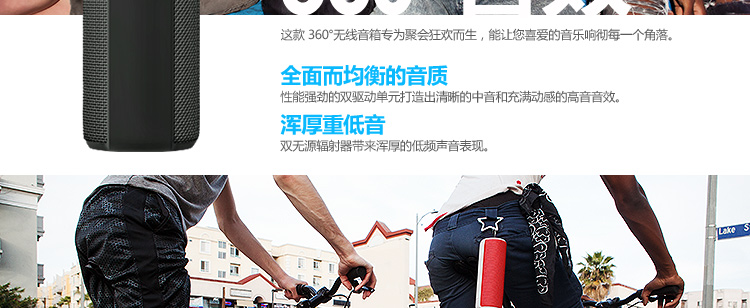 这款 360°无线音箱专为聚会狂欢而生，能让您喜爱的音乐响彻每一个角落。
全面而均衡的音质
性能强劲的双驱动单元打造出清晰的中音和充满动感的高音音效。
浑厚重低音
双无源辐射器带来浑厚的低频声音表现。
Lake S